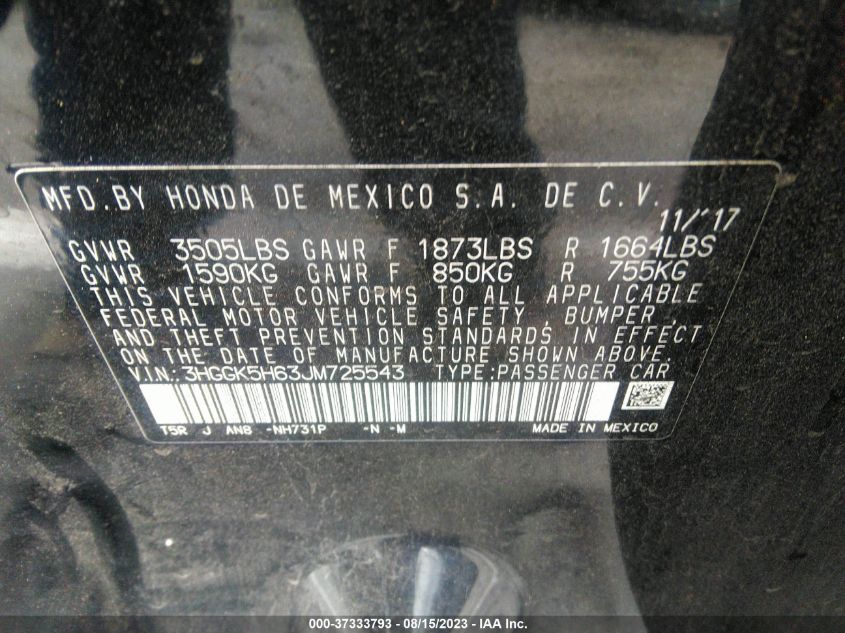 MFD.BY HONDA DE MEXICO S.A. DE C.V.
11/'17
GVWR 3505LBS GAWR F 1873LBS R 1664LBS
GVWR 1590KG GAWR F 850KG R 755KG
THIS VEHICLE CONFORMS TO ALL APPLICABLE
FEDERAL MOTOR VEHICLE SAFETY, BUMPER,
AND THEFT PREVENTION STANDARDS IN EFFECT
ON THE DATE OF MANUFACTURE SHOWN ABOVE.
VIN: 3HGGK5H63JM725543 TYPE:PASSENGER CAR
T5R J AN8 -NH731P -N -M MADE IN MEXICO
000-37333793 - 08/15/2023 - IAA Inc.